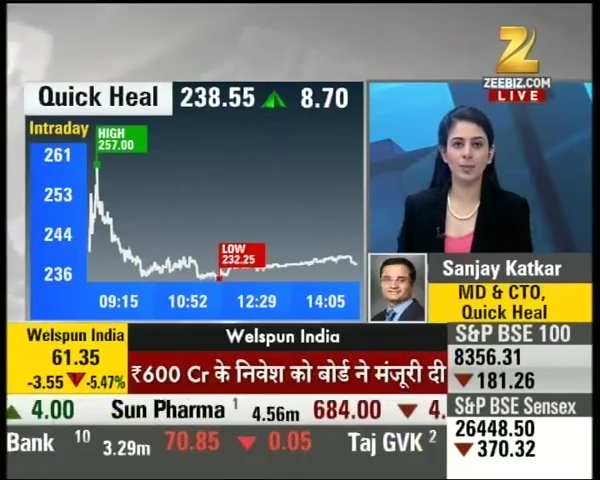 Quick Heal 238.55 ▲ 8.70
Z
ZEEBIZ.COM
LIVE
Intraday
HIGH
257.00
261
253
244
236
LOW
232.25
09:15 10:52 12:29 14:05
Sanjay Katkar
MD & CTO,
Quick Heal
Welspun India
61.35
-3.55 ▼ -5.47%
Welspun India
₹600 Cr के निवेश को बोर्ड ने मंजूरी दी
S&P BSE 100
8356.31
▼ 181.26
▲ 4.00 Sun Pharma 1 4.56m 684.00 ▼ 4.
S&P BSE Sensex
26448.50
▼ 370.32
Bank 10 3.29m 70.85 ▼ 0.05 Taj GVK 2